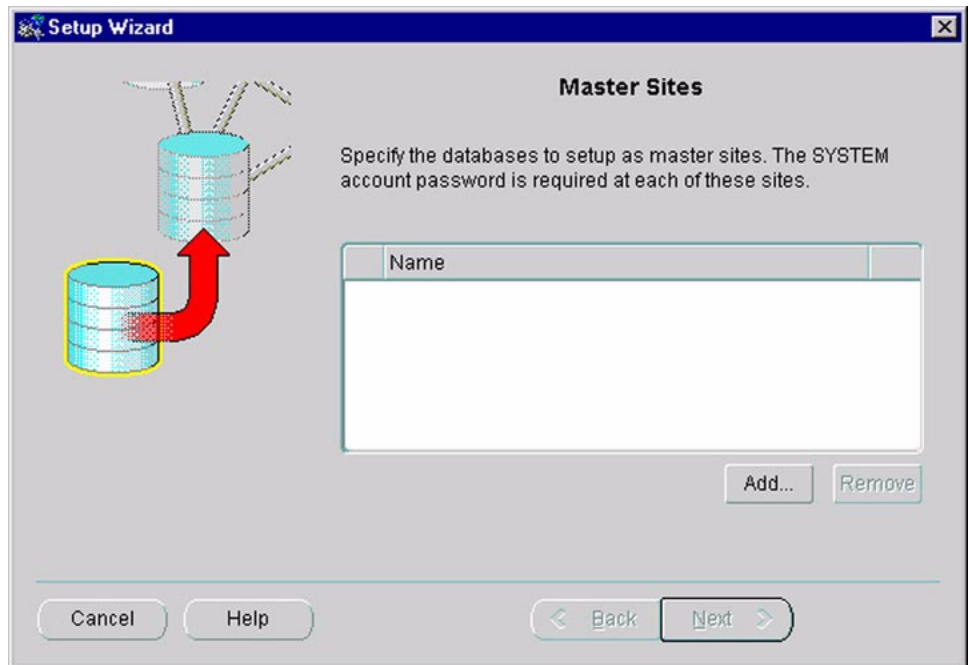 Setup Wizard
Master Sites
Specify the databases to setup as master sites. The SYSTEM
account password is required at each of these sites.
Name
Add... Remove
Cancel Help Back Next